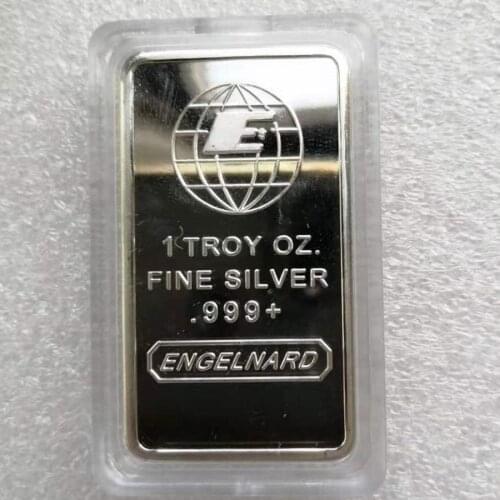 E
1 TROY OZ.
FINE SILVER
.999+
ENGELNARD